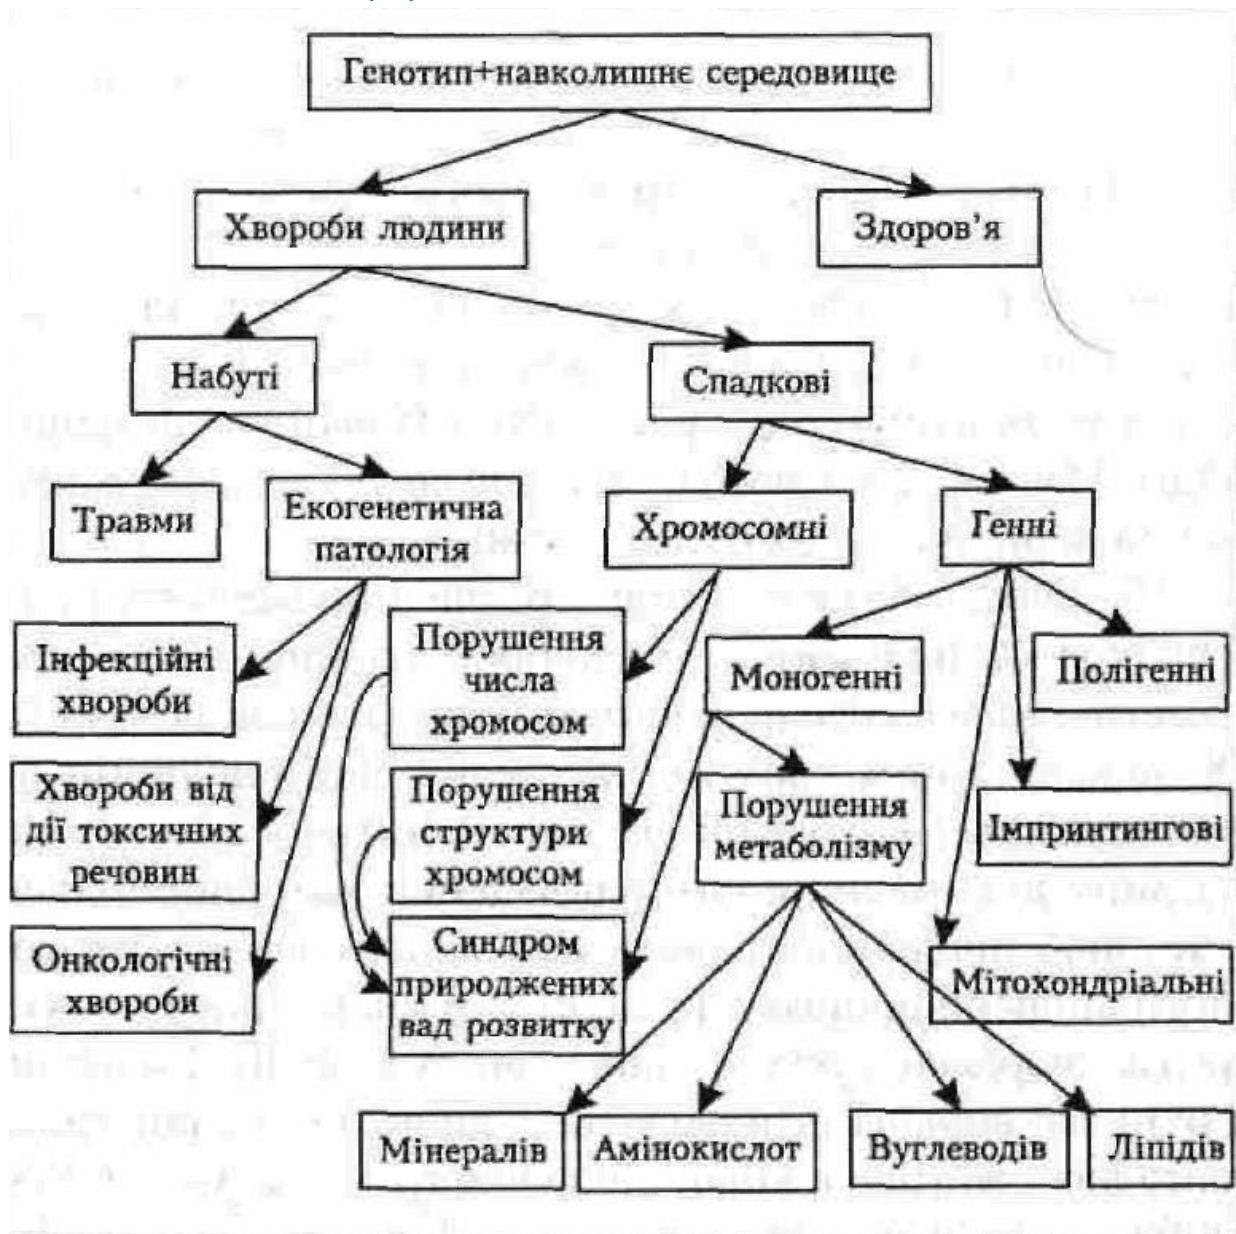 Генотип+навколишнє середовище
Хвороби людини
Здоров'я
Набуті
Спадкові
Травми
Екогенетична
патологія
Хромосомні
Генні
Інфекційні
хвороби
Порушення
числа
хромосом
Моногенні
Полігенні
Хвороби від
дії токсичних
речовин
Порушення
структури
хромосом
Порушення
метаболізму
Імпринтингові
Онкологічні
хвороби
Синдром
природжених
вад розвитку
Мітохондріальні
Мінералів
Амінокислот
Вуглеводів
Ліпідів